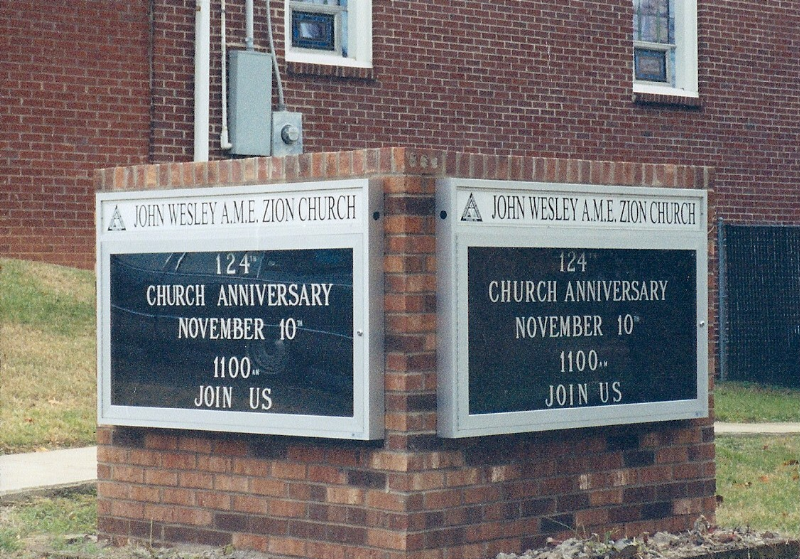 JOHN WESLEY A.M.E. ZION CHURCH
124TH
CHURCH ANNIVERSARY
NOVEMBER 10TH
1100AM
JOIN US
JOHN WESLEY A.M.E. ZION CHURCH
124TH
CHURCH ANNIVERSARY
NOVEMBER 10TH
1100AM
JOIN US